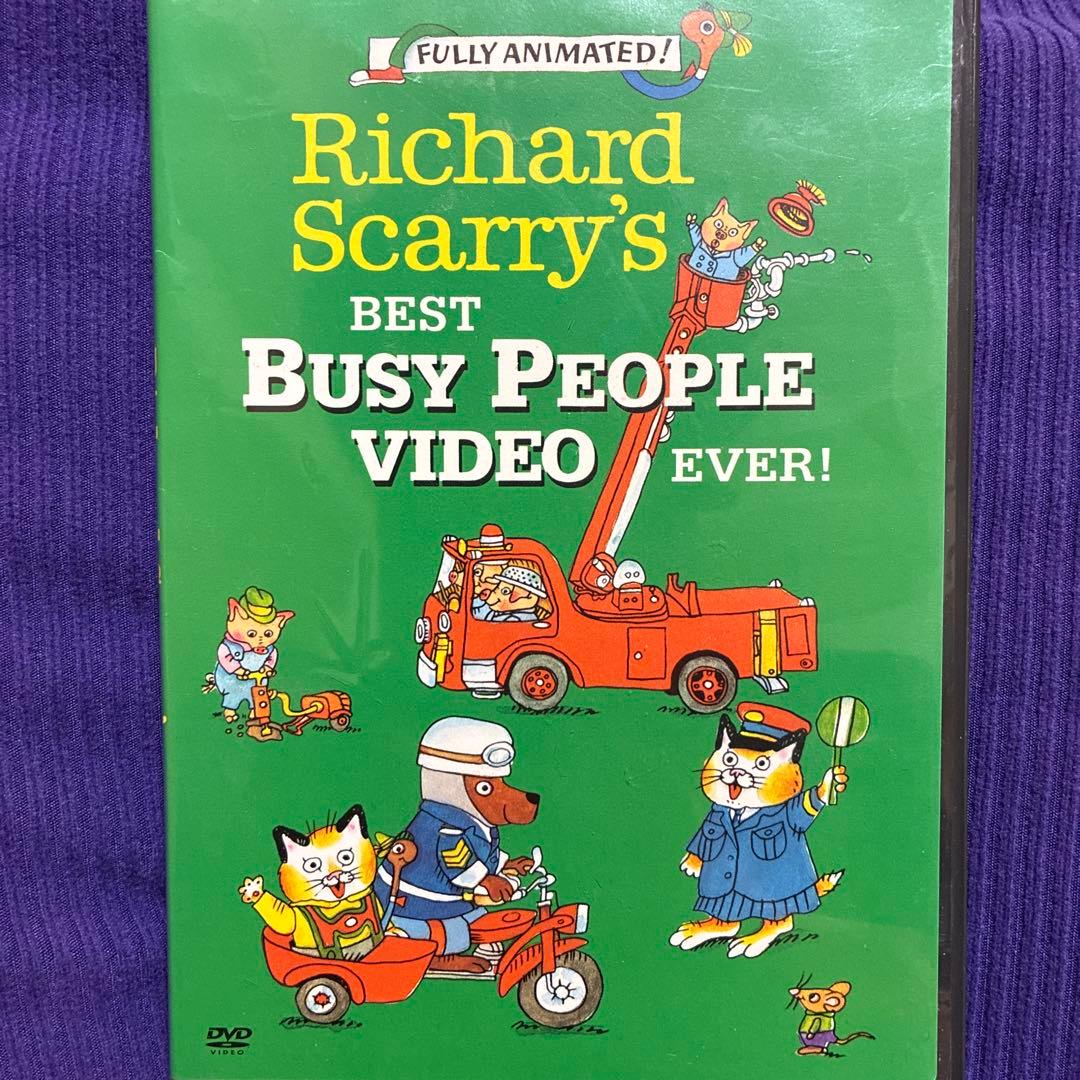 FULLY ANIMATED!
Richard
Scarry's
BEST
BUSY PEOPLE
VIDEO EVER!
DVD
VIDEO